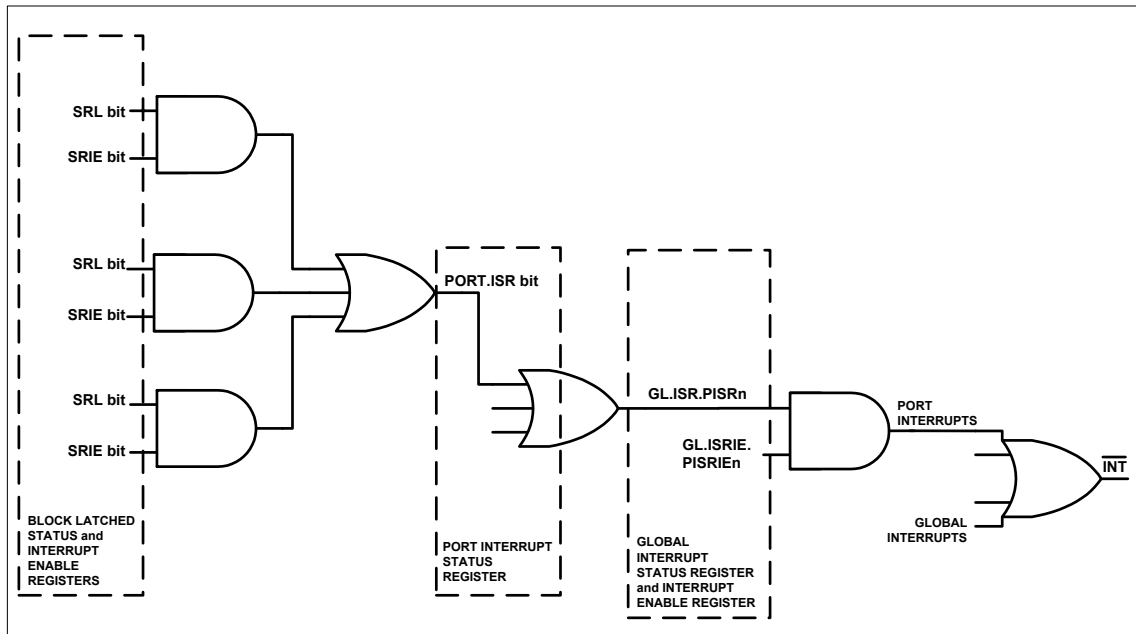 SRL bit
SRIE bit
SRL bit
SRIE bit
SRL bit
SRIE bit
BLOCK LATCHED
STATUS and
INTERRUPT
ENABLE
REGISTERS
PORT.ISR bit
PORT INTERRUPT
STATUS
REGISTER
GL.ISR.PISRn
GL.ISRIE.
PISRIEn
GLOBAL
INTERRUPT
STATUS REGISTER
and INTERRUPT
ENABLE REGISTER
PORT
INTERRUPTS
GLOBAL
INTERRUPTS
INT